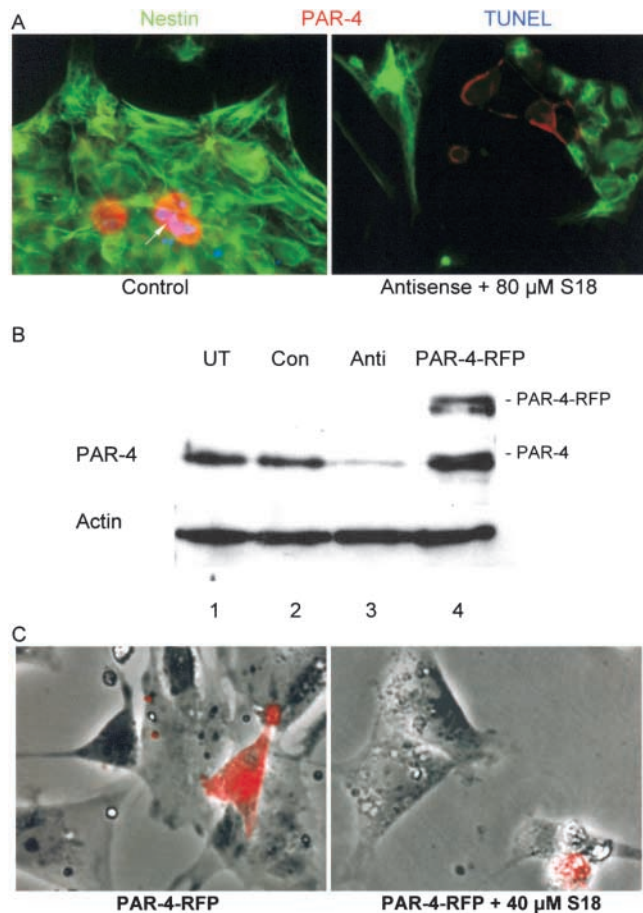 A
Nestin PAR-4 TUNEL
Control Antisense + 80 µM S18
B
UT Con Anti PAR-4-RFP
- PAR-4-RFP
PAR-4 - PAR-4
Actin
1 2 3 4
C
PAR-4-RFP PAR-4-RFP + 40 µM S18